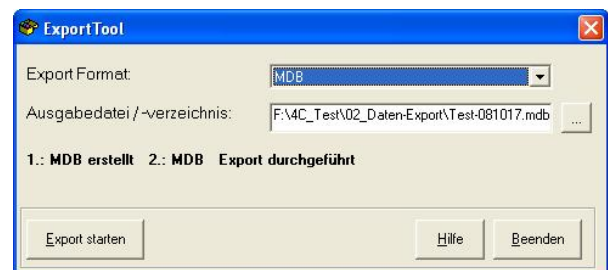 ExportTool
Export Format: MDB
Ausgabedatei / -verzeichnis: F:\4C_Test\02_Daten-Export\Test-081017.mdb ...
1.: MDB erstellt 2.: MDB Export durchgeführt
Export starten Hilfe Beenden